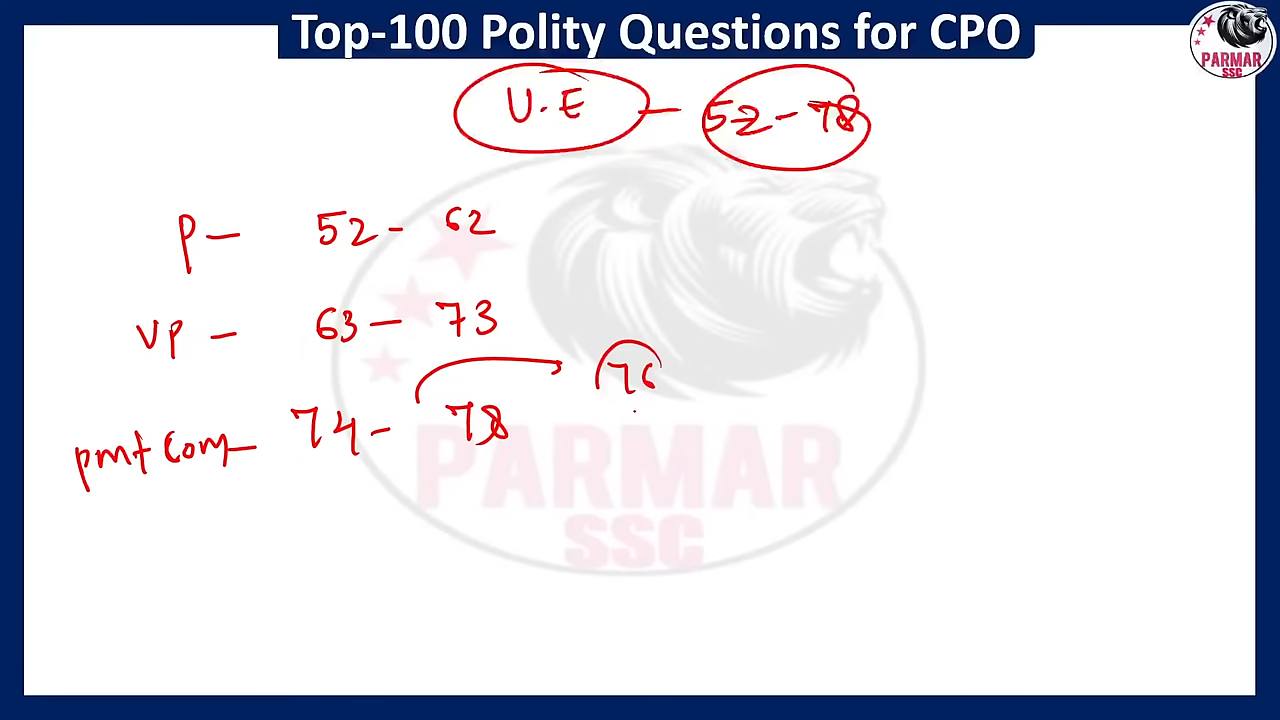 Top-100 Polity Questions for CPO
PARMAR
SSC
U.E - 52-78
P - 52 - 62
VP - 63 - 73
76
pmt Com - 74 - 78
PARMAR
SSC